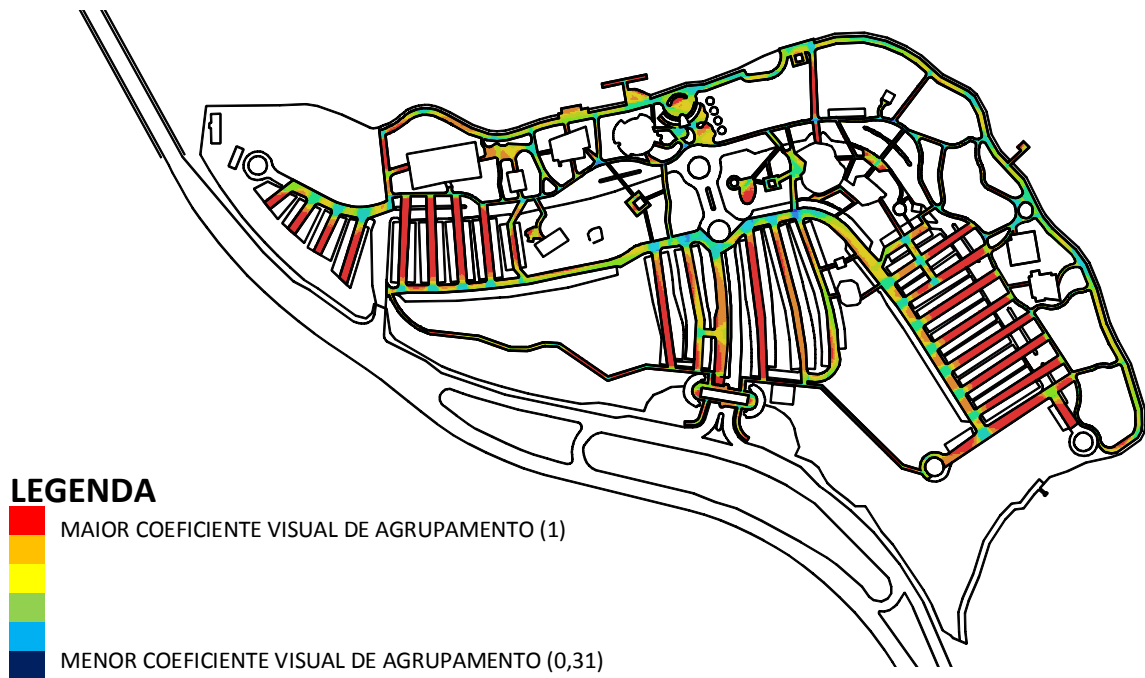 LEGENDA
MAIOR COEFICIENTE VISUAL DE AGRUPAMENTO (1)
MENOR COEFICIENTE VISUAL DE AGRUPAMENTO (0,31)